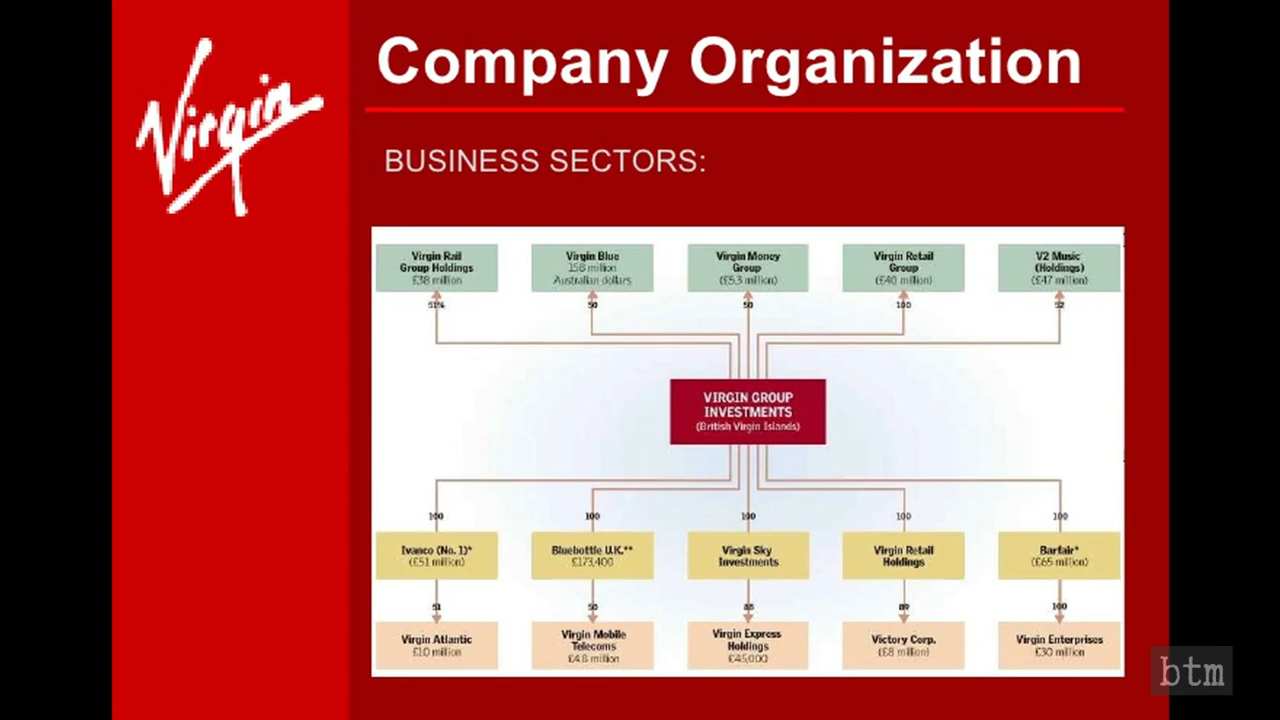 Virgin
Company Organization
BUSINESS SECTORS:
Virgin Rail
Group Holdings
£38 million
Virgin Blue
158 million
Australian dollars
Virgin Money
Group
(£53 million)
Virgin Retail
Group
(£40 million)
V2 Music
(Holdings)
(£47 million)
51%
50
50
100
52
VIRGIN GROUP
INVESTMENTS
(British Virgin Islands)
100
100
100
100
100
Ivanco (No. 1)*
(£51 million)
Bluebottle U.K.**
£173,400
Virgin Sky
Investments
Virgin Retail
Holdings
Barfair*
(£65 million)
51
50
88
100
Virgin Atlantic
£10 million
Virgin Mobile
Telecoms
£4.8 million
Virgin Express
Holdings
£45,000
Victory Corp.
(£8 million)
Virgin Enterprises
£30 million
btm